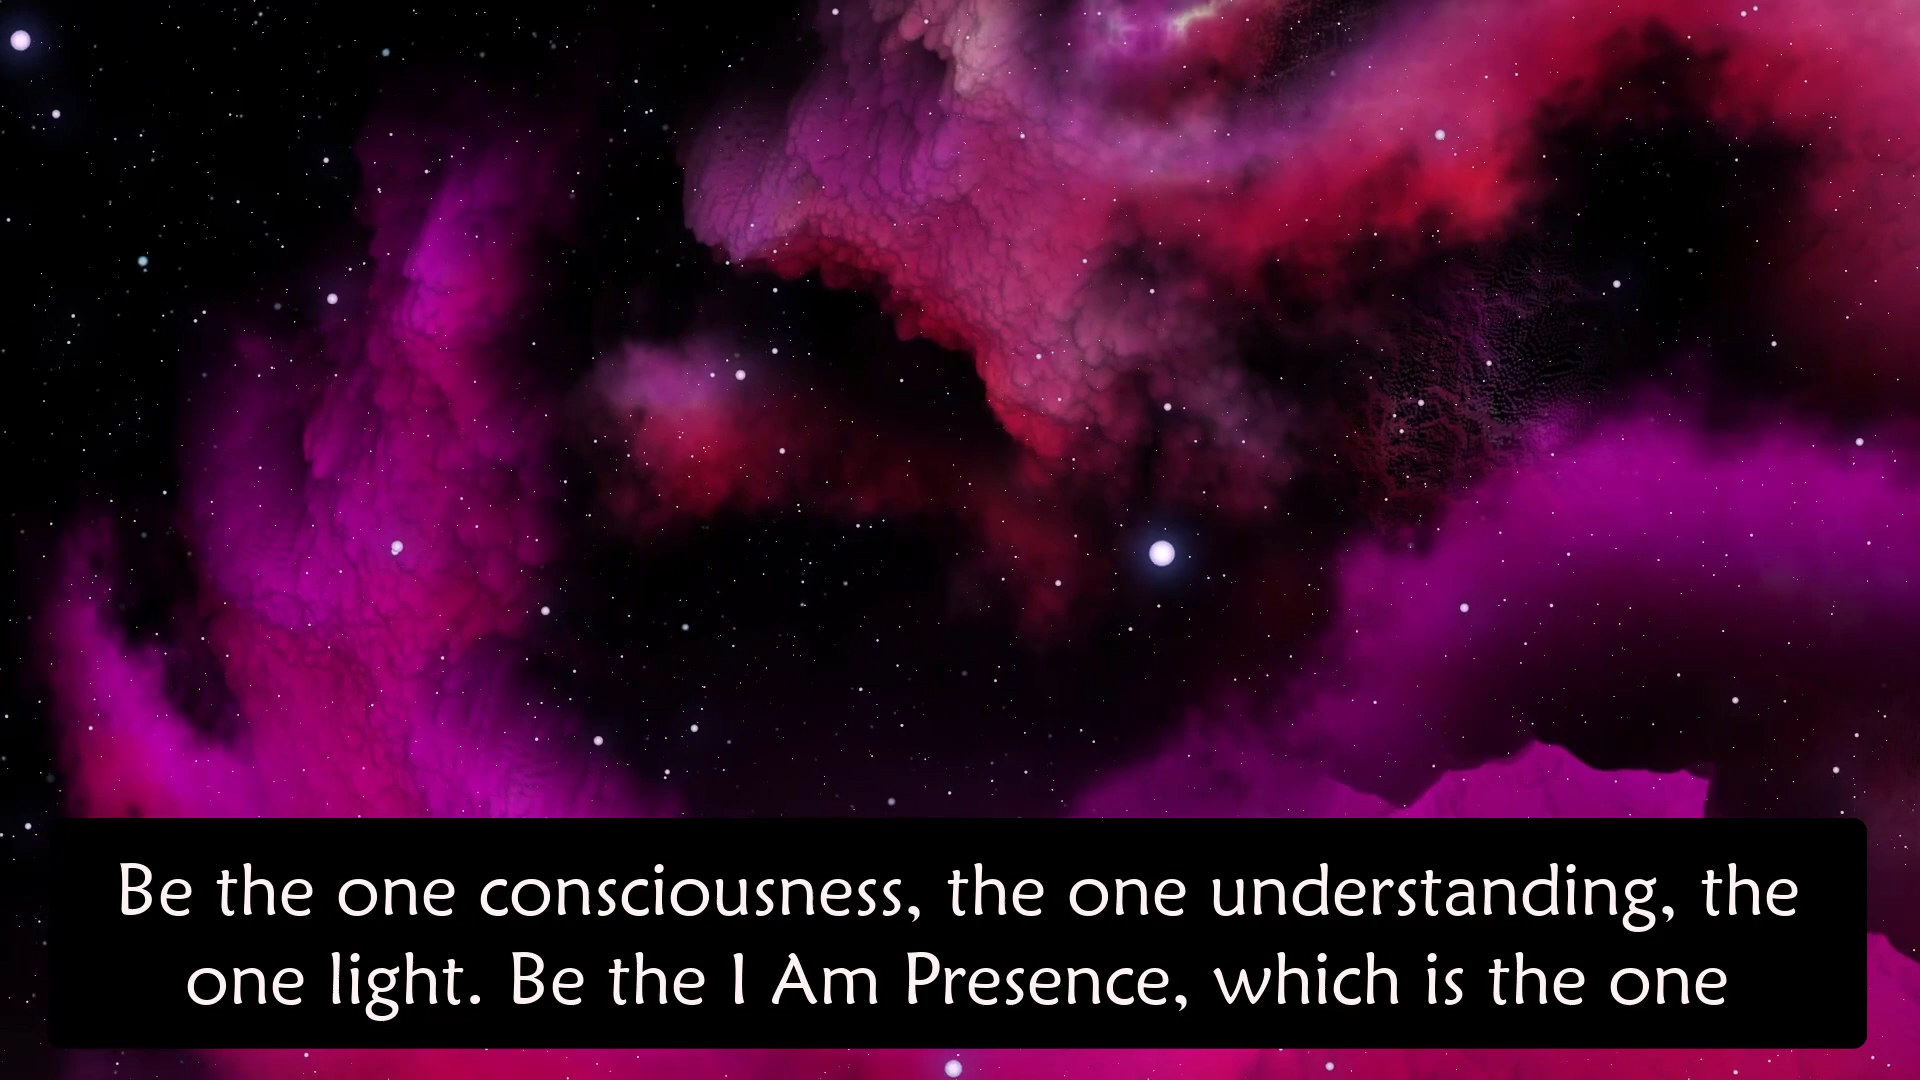 Be the one consciousness, the one understanding, the
one light. Be the I Am Presence, which is the one